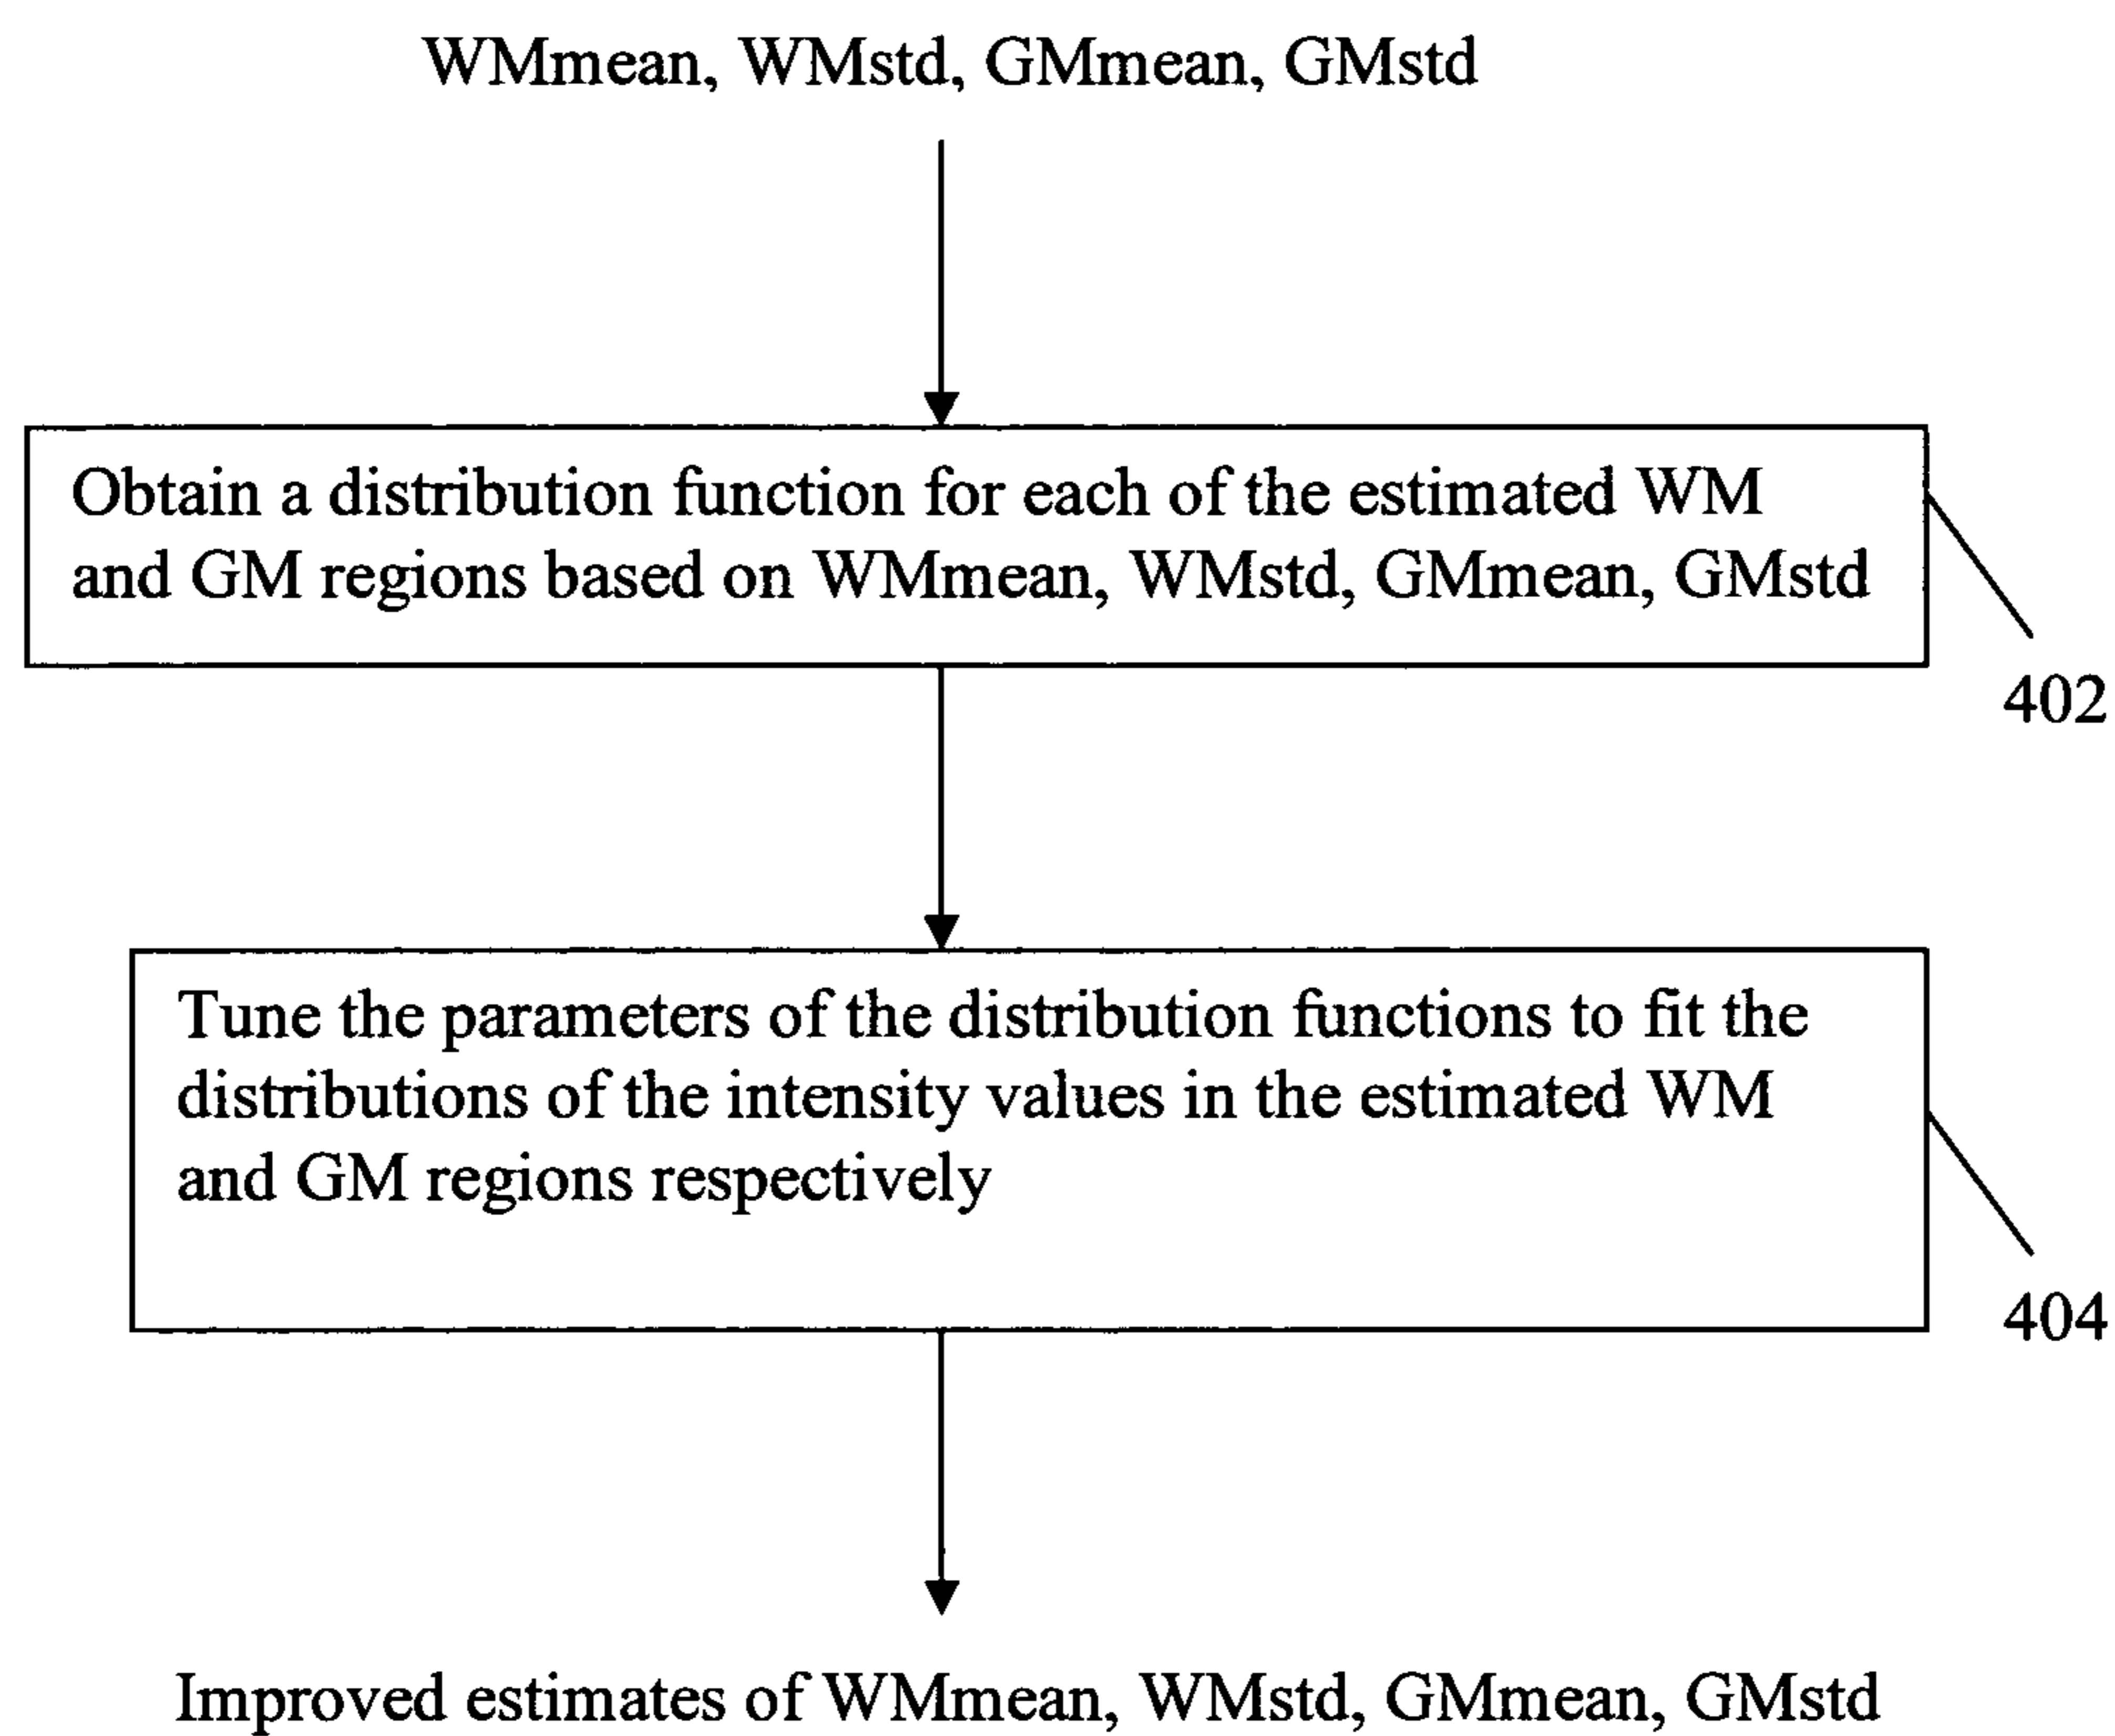 WMmean, WMstd, GMmean, GMstd
Obtain a distribution function for each of the estimated WM
and GM regions based on WMmean, WMstd, GMmean, GMstd
402
Tune the parameters of the distribution functions to fit the
distributions of the intensity values in the estimated WM
and GM regions respectively
404
Improved estimates of WMmean, WMstd, GMmean, GMstd